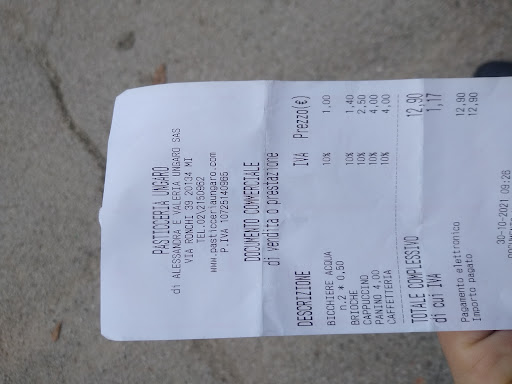 PASTICCERIA UNGARO
di ALESSANDRA E VALERIA UNGARO SAS
VIA RONCHI 39 20134 MI
TEL.02\2150962
www.pasticceriaungaro.com
P.IVA 10725140965
DOCUMENTO COMMERCIALE
di vendita o prestazione
DESCRIZIONE IVA Prezzo(€)
BICCHIERE ACQUA 10% 1,00
n.2 * 0,50
BRIOCHE 10% 1,40
CAPPUCCINO 10% 2,50
PANINO 4,00 10% 4,00
CAFFETTERIA 10% 4,00
TOTALE COMPLESSIVO 12,90
di cui IVA 1,17
Pagamento elettronico 12,90
Importo pagato 12,90
30-10-2021 09:28